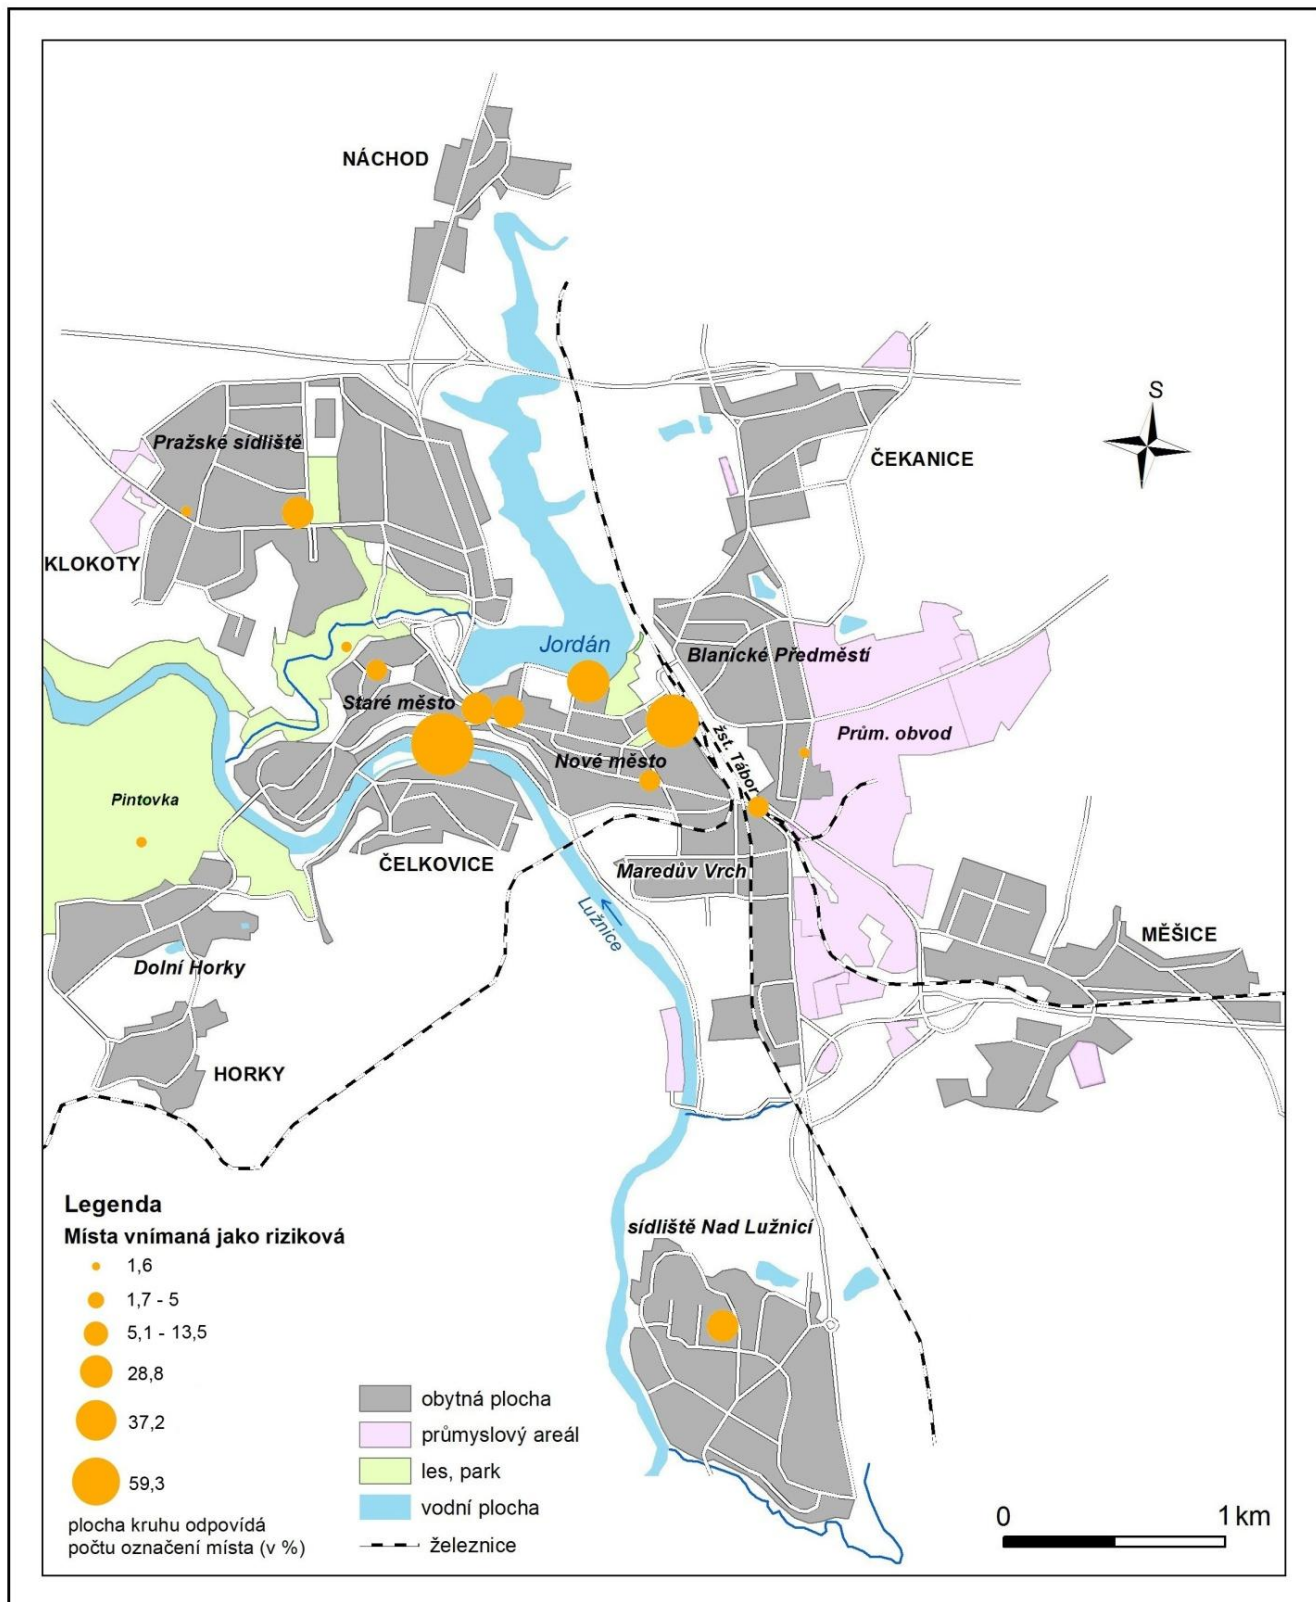 NÁCHOD
S
Pražské sídliště
ČEKANICE
KLOKOTY
Jordán
Blanické Předměstí
Staré město
žst. Tábor
Prům. obvod
Nové město
Pintovka
ČELKOVICE
Maredův Vrch
Lužnice
MĚŠICE
Dolní Horky
HORKY
sídliště Nad Lužnicí
Legenda
Místa vnímaná jako riziková
1,6
1,7 - 5
5,1 - 13,5
28,8
37,2
59,3
plocha kruhu odpovídá
počtu označení místa (v %)
obytná plocha
průmyslový areál
les, park
vodní plocha
železnice
0 1 km